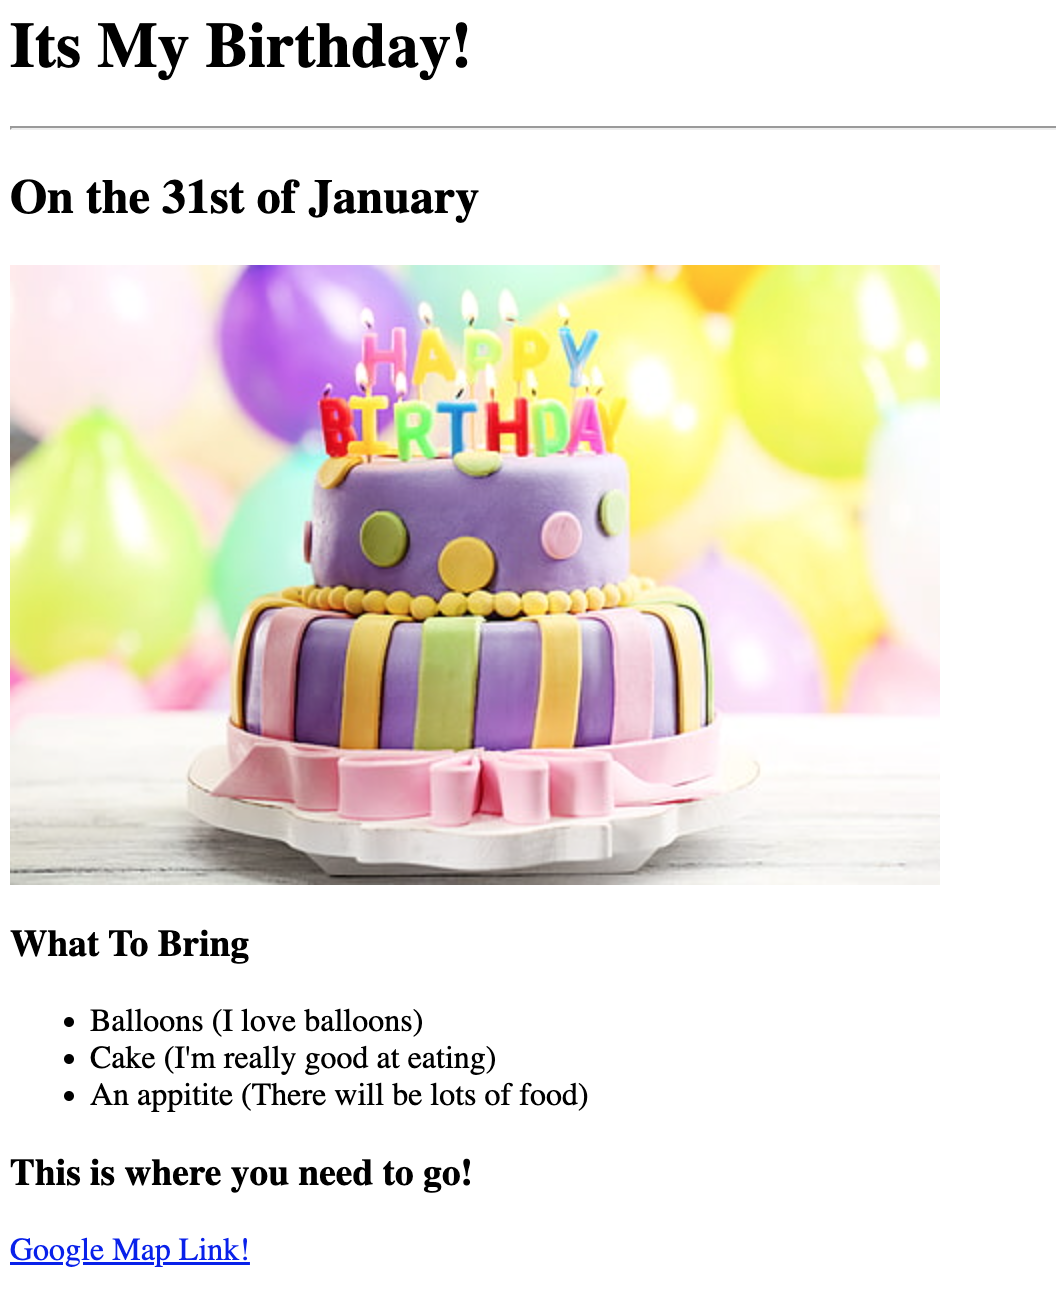 Its My Birthday!
On the 31st of January
HAPPY
BIRTHDAY
What To Bring
• Balloons (I love balloons)
• Cake (I'm really good at eating)
• An appitite (There will be lots of food)
This is where you need to go!
Google Map Link!